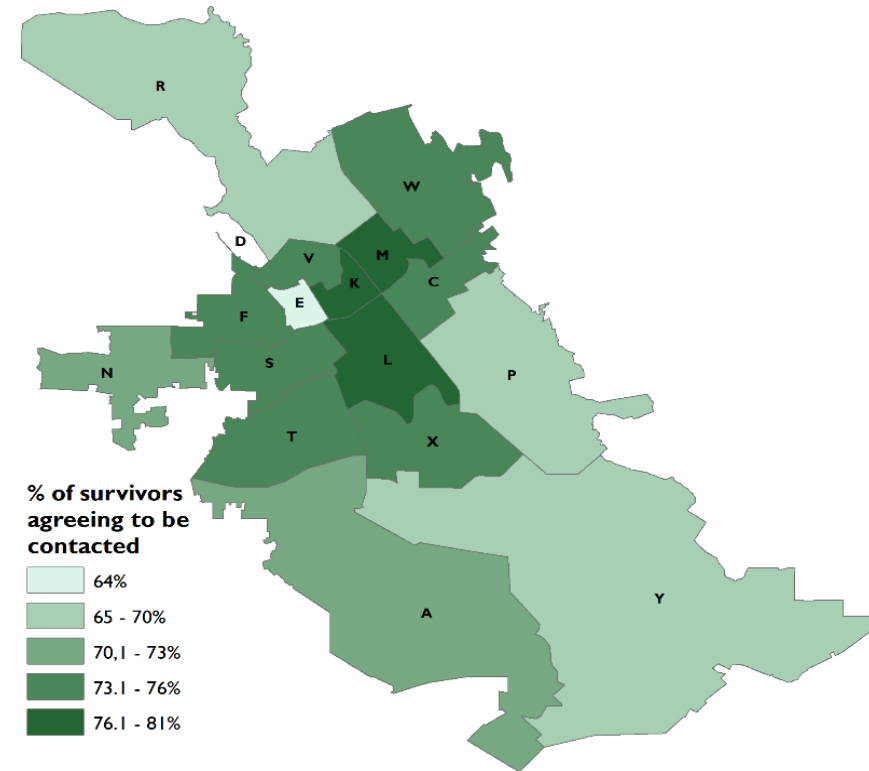 R
W
D
V
M
K
C
E
F
L
S
N
P
T
X
% of survivors
agreeing to be
contacted
64%
65 - 70%
70,1 - 73%
73.1 - 76%
76.1 - 81%
Y
A